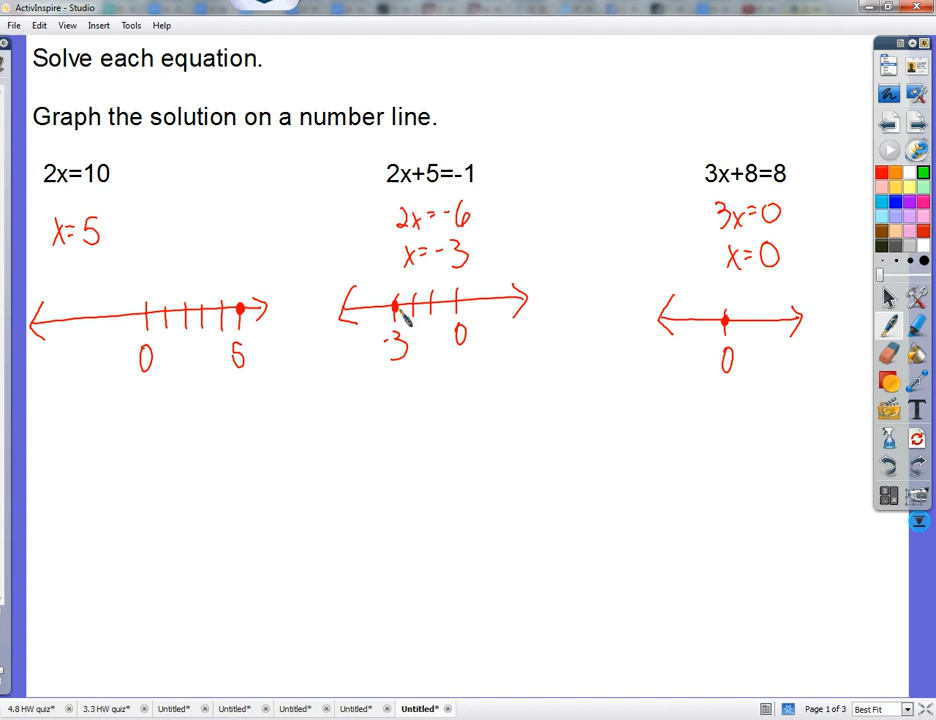 ActivInspire - Studio
File Edit View Insert Tools Help
Solve each equation.
Graph the solution on a number line.
2x=10 2x+5=-1 3x+8=8
x=5 2x=-6 3x=0
x=-3 x=0
0 5 -3 0 0
4.8 HW quiz* 3.3 HW quiz* Untitled* Untitled* Untitled* Untitled* Untitled* Page 1 of 3 Best Fit